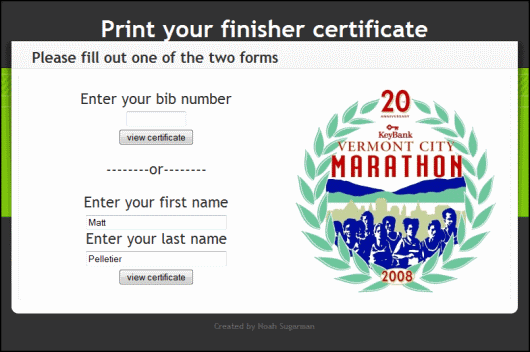 Print your finisher certificate
Please fill out one of the two forms
Enter your bib number
view certificate
--------or--------
Enter your first name
Matt
Enter your last name
Pelletier
view certificate
20
ANNIVERSARY
KeyBank
VERMONT CITY
MARATHON
2008
Created by Noah Sugarman